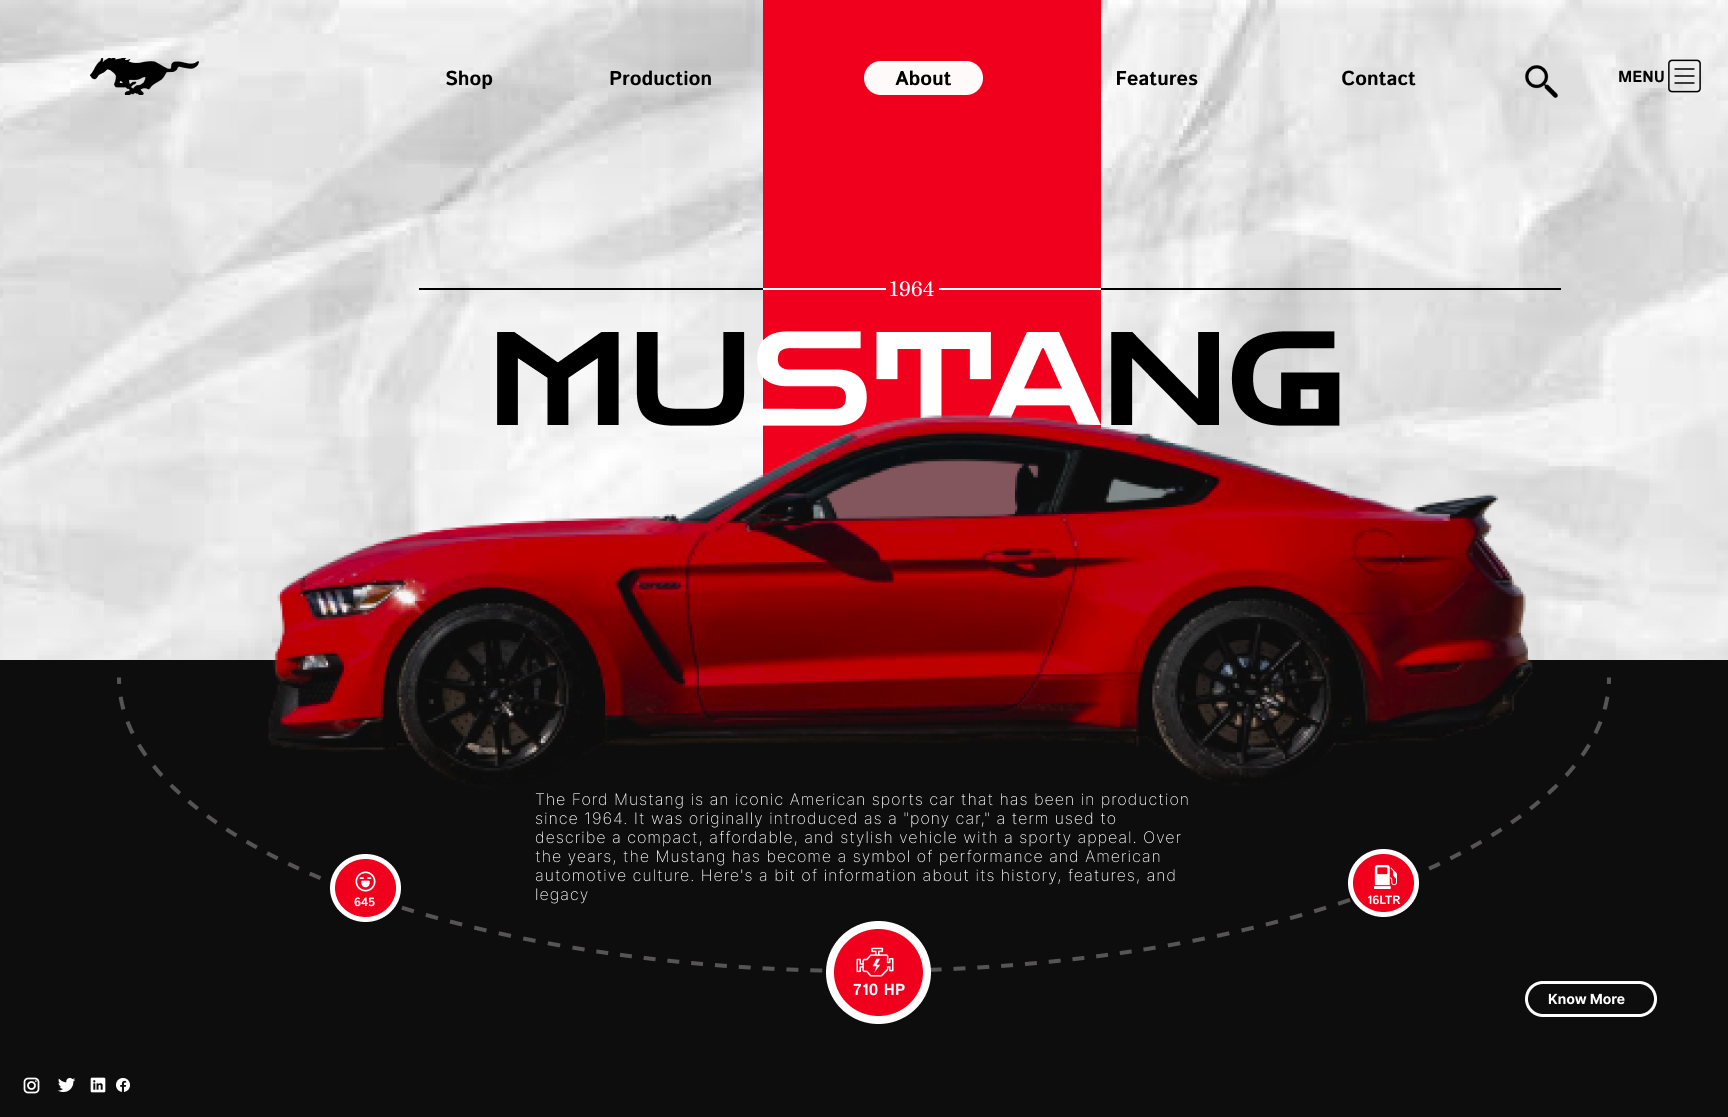 Shop Production About Features Contact MENU
1964
MUSTANG
The Ford Mustang is an iconic American sports car that has been in production
since 1964. It was originally introduced as a "pony car," a term used to
describe a compact, affordable, and stylish vehicle with a sporty appeal. Over
the years, the Mustang has become a symbol of performance and American
automotive culture. Here's a bit of information about its history, features, and
legacy
645
16LTR
710 HP
Know More